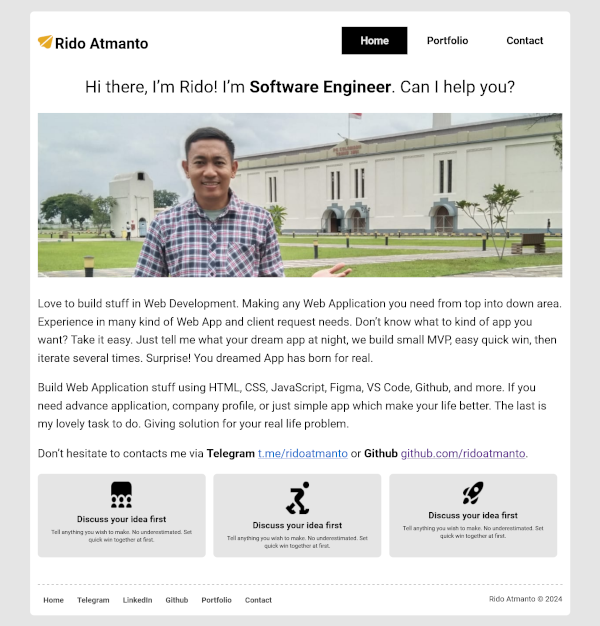 Rido Atmanto
Home Portfolio Contact
Hi there, I’m Rido! I’m Software Engineer. Can I help you?
Love to build stuff in Web Development. Making any Web Application you need from top into down area.
Experience in many kind of Web App and client request needs. Don’t know what to kind of app you
want? Take it easy. Just tell me what your dream app at night, we build small MVP, easy quick win, then
iterate several times. Surprise! You dreamed App has born for real.
Build Web Application stuff using HTML, CSS, JavaScript, Figma, VS Code, Github, and more. If you
need advance application, company profile, or just simple app which make your life better. The last is
my lovely task to do. Giving solution for your real life problem.
Don’t hesitate to contacts me via Telegram t.me/ridoatmanto or Github github.com/ridoatmanto.
Discuss your idea first
Tell anything you wish to make. No underestimated. Set
quick win together at first.
Discuss your idea first
Tell anything you wish to make. No underestimated. Set
quick win together at first.
Discuss your idea first
Tell anything you wish to make. No underestimated. Set
quick win together at first.
Home Telegram LinkedIn Github Portfolio Contact
Rido Atmanto © 2024